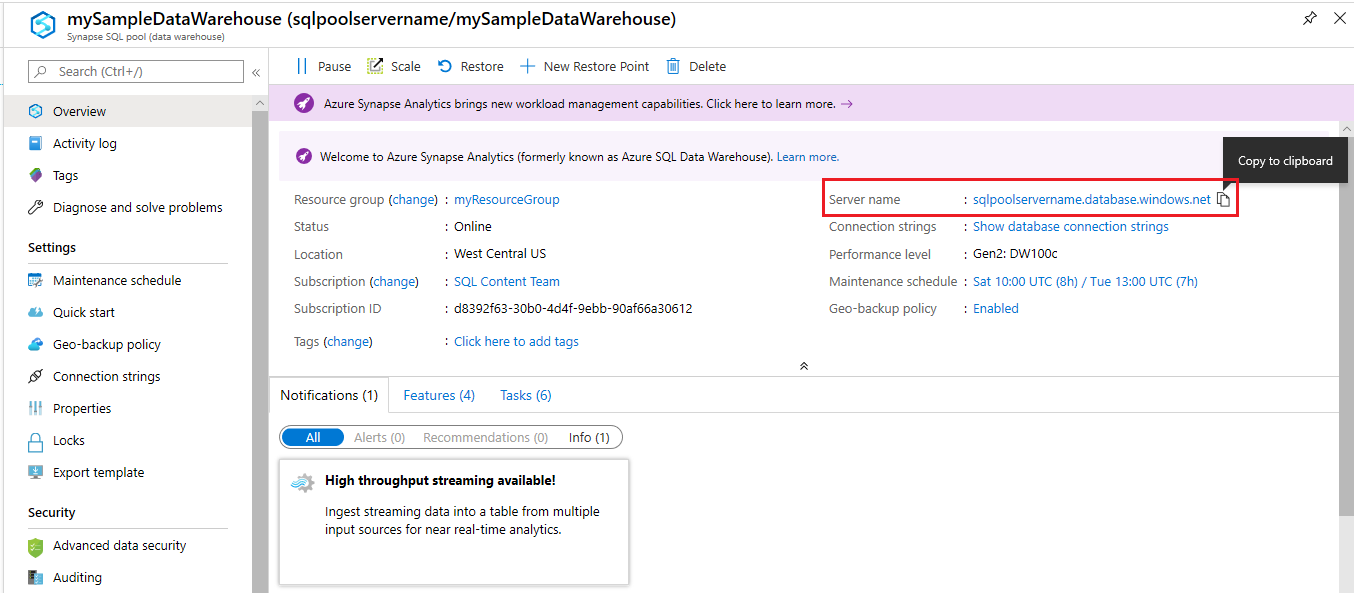 mySampleDataWarehouse (sqlpoolservername/mySampleDataWarehouse)
Synapse SQL pool (data warehouse)
Search (Ctrl+/)
«
Overview
Activity log
Tags
Diagnose and solve problems
Settings
Maintenance schedule
Quick start
Geo-backup policy
Connection strings
Properties
Locks
Export template
Security
Advanced data security
Auditing
Pause Scale Restore New Restore Point Delete
Azure Synapse Analytics brings new workload management capabilities. Click here to learn more. →
Welcome to Azure Synapse Analytics (formerly known as Azure SQL Data Warehouse). Learn more.
Copy to clipboard
Resource group (change) : myResourceGroup
Status : Online
Location : West Central US
Subscription (change) : SQL Content Team
Subscription ID : d8392f63-30b0-4d4f-9ebb-90af66a30612
Tags (change) : Click here to add tags
Server name : sqlpoolservername.database.windows.net
Connection strings : Show database connection strings
Performance level : Gen2: DW100c
Maintenance schedule : Sat 10:00 UTC (8h) / Tue 13:00 UTC (7h)
Geo-backup policy : Enabled
Notifications (1) Features (4) Tasks (6)
All Alerts (0) Recommendations (0) Info (1)
High throughput streaming available!
Ingest streaming data into a table from multiple
input sources for near real-time analytics.